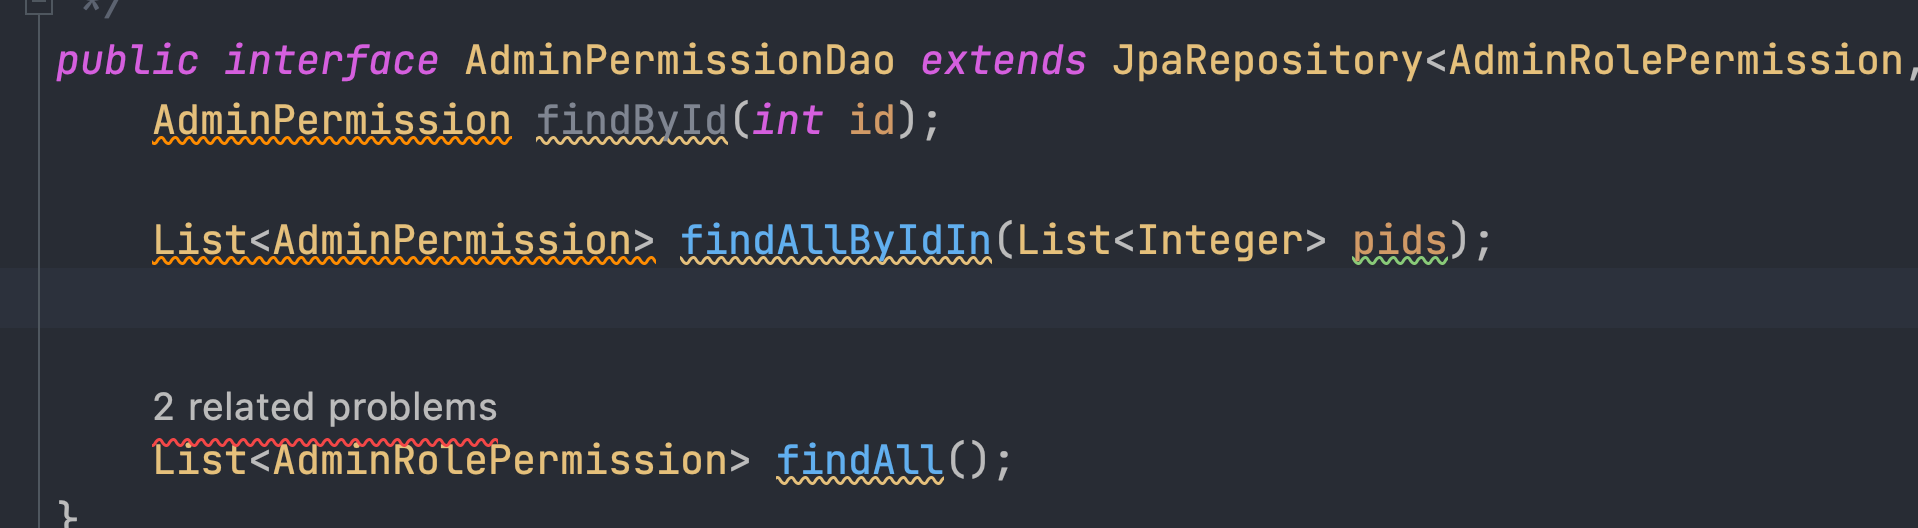 */
public interface AdminPermissionDao extends JpaRepository<AdminRolePermission,
AdminPermission findById(int id);
List<AdminPermission> findAllByIdIn(List<Integer> pids);
2 related problems
List<AdminRolePermission> findAll();
}